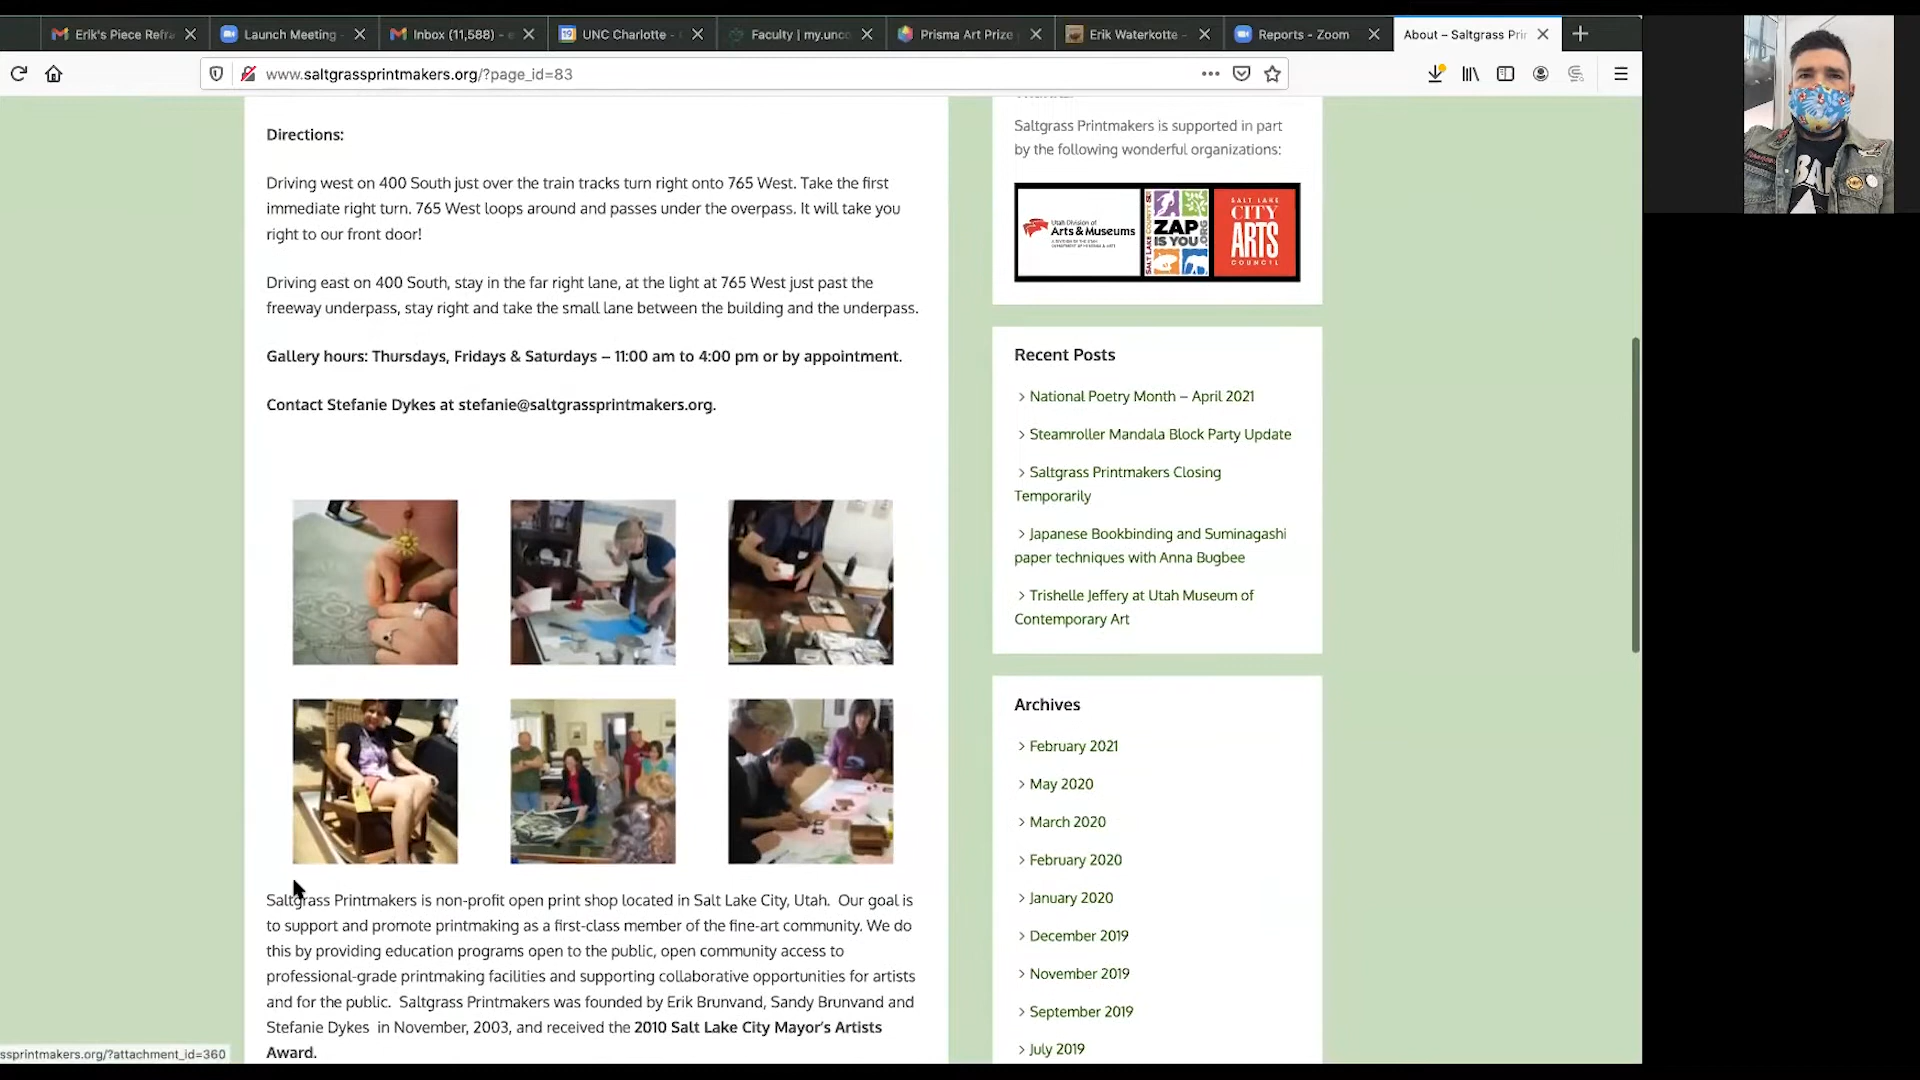 Erik's Piece Refra
Launch Meeting -
Inbox (11,588) - e
UNC Charlotte -
Faculty | my.unc
Prisma Art Prize
Erik Waterkotte -
Reports - Zoom
About – Saltgrass Prin
www.saltgrassprintmakers.org/?page_id=83
Directions:
Driving west on 400 South just over the train tracks turn right onto 765 West. Take the first
immediate right turn. 765 West loops around and passes under the overpass. It will take you
right to our front door!
Driving east on 400 South, stay in the far right lane, at the light at 765 West just past the
freeway underpass, stay right and take the small lane between the building and the underpass.
Gallery hours: Thursdays, Fridays & Saturdays – 11:00 am to 4:00 pm or by appointment.
Contact Stefanie Dykes at stefanie@saltgrassprintmakers.org.
Saltgrass Printmakers is non-profit open print shop located in Salt Lake City, Utah. Our goal is
to support and promote printmaking as a first-class member of the fine-art community. We do
this by providing education programs open to the public, open community access to
professional-grade printmaking facilities and supporting collaborative opportunities for artists
and for the public. Saltgrass Printmakers was founded by Erik Brunvand, Sandy Brunvand and
Stefanie Dykes in November, 2003, and received the 2010 Salt Lake City Mayor's Artists
Award.
ssprintmakers.org/?attachment_id=360
Saltgrass Printmakers is supported in part
by the following wonderful organizations:
Utah Division of
Arts & Museums
SALT LAKE COUNTY
ZAP
IS YOU
.ORG
SALT LAKE
CITY
ARTS
COUNCIL
Recent Posts
> National Poetry Month – April 2021
> Steamroller Mandala Block Party Update
> Saltgrass Printmakers Closing
Temporarily
> Japanese Bookbinding and Suminagashi
paper techniques with Anna Bugbee
> Trishelle Jeffery at Utah Museum of
Contemporary Art
Archives
> February 2021
> May 2020
> March 2020
> February 2020
> January 2020
> December 2019
> November 2019
> September 2019
> July 2019